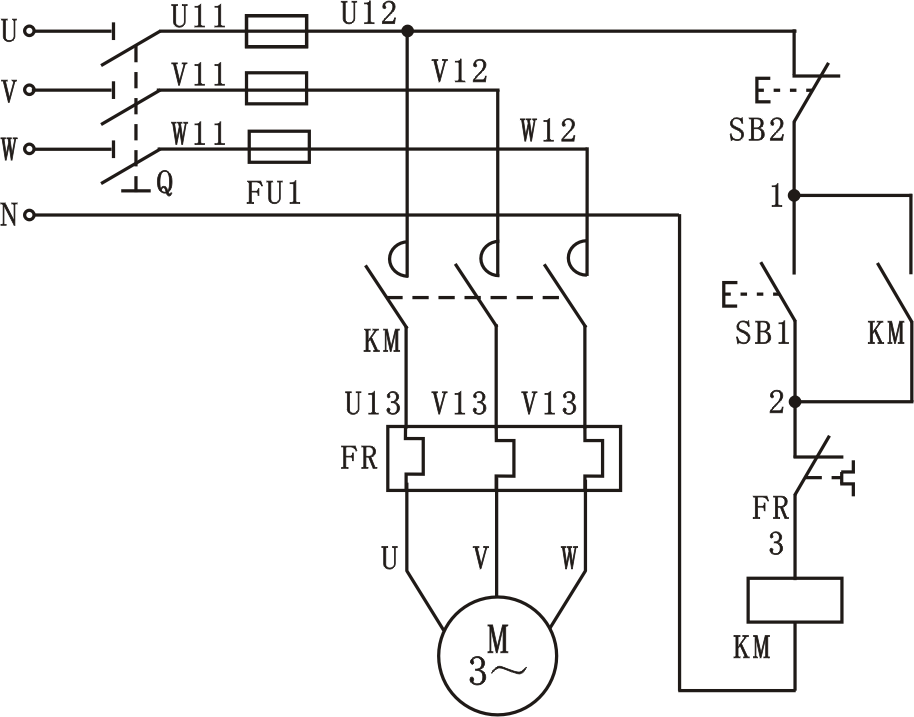 U U11 U12
V V11 V12
W W11 W12
Q FU1
N
SB2
1
SB1 KM
KM
2
U13 V13 V13
FR
FR
3
U V W
M
3～
KM